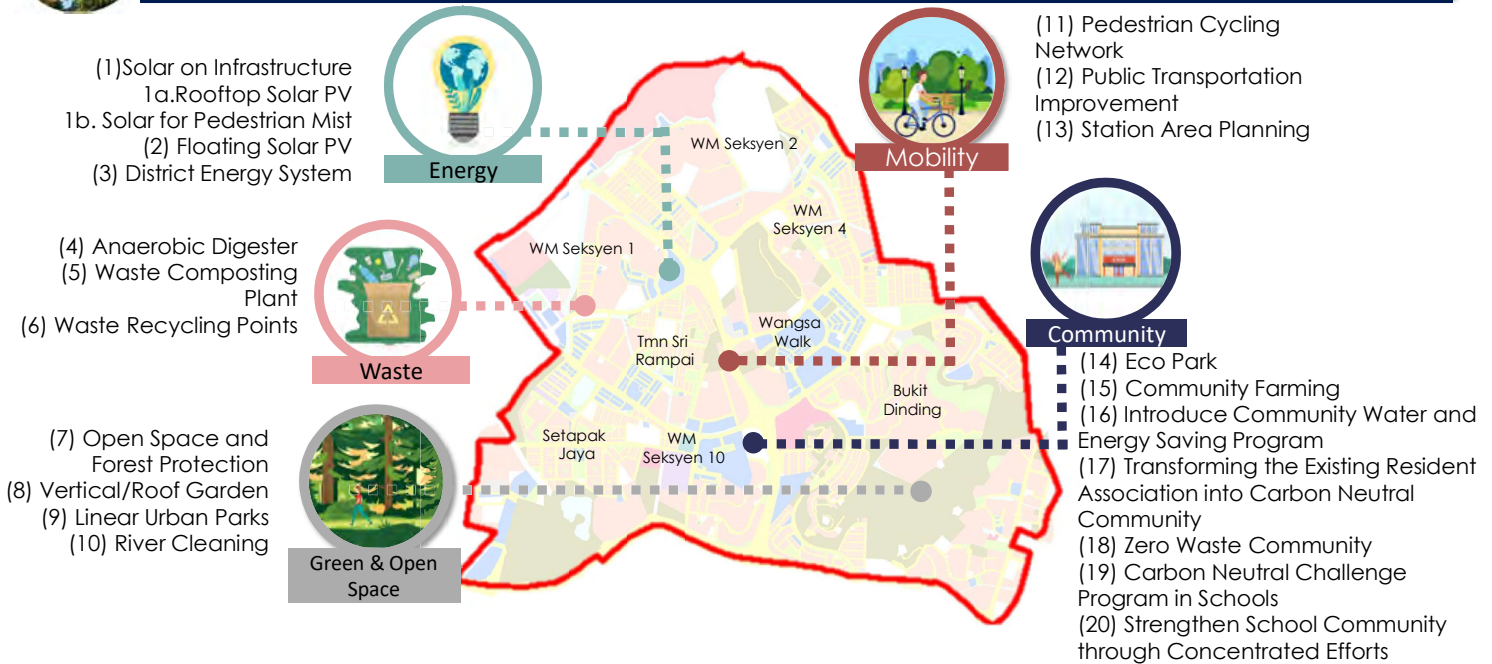 (1)Solar on Infrastructure
1a.Rooftop Solar PV
1b. Solar for Pedestrian Mist
(2) Floating Solar PV
(3) District Energy System
Energy
(4) Anaerobic Digester
(5) Waste Composting
Plant
(6) Waste Recycling Points
Waste
(7) Open Space and
Forest Protection
(8) Vertical/Roof Garden
(9) Linear Urban Parks
(10) River Cleaning
Green & Open
Space
WM Seksyen 2
WM
Seksyen 4
WM Seksyen 1
Wangsa
Walk
Tmn Sri
Rampai
Bukit
Dinding
Setapak
Jaya
WM
Seksyen 10
Mobility
(11) Pedestrian Cycling
Network
(12) Public Transportation
Improvement
(13) Station Area Planning
Community
(14) Eco Park
(15) Community Farming
(16) Introduce Community Water and
Energy Saving Program
(17) Transforming the Existing Resident
Association into Carbon Neutral
Community
(18) Zero Waste Community
(19) Carbon Neutral Challenge
Program in Schools
(20) Strengthen School Community
through Concentrated Efforts